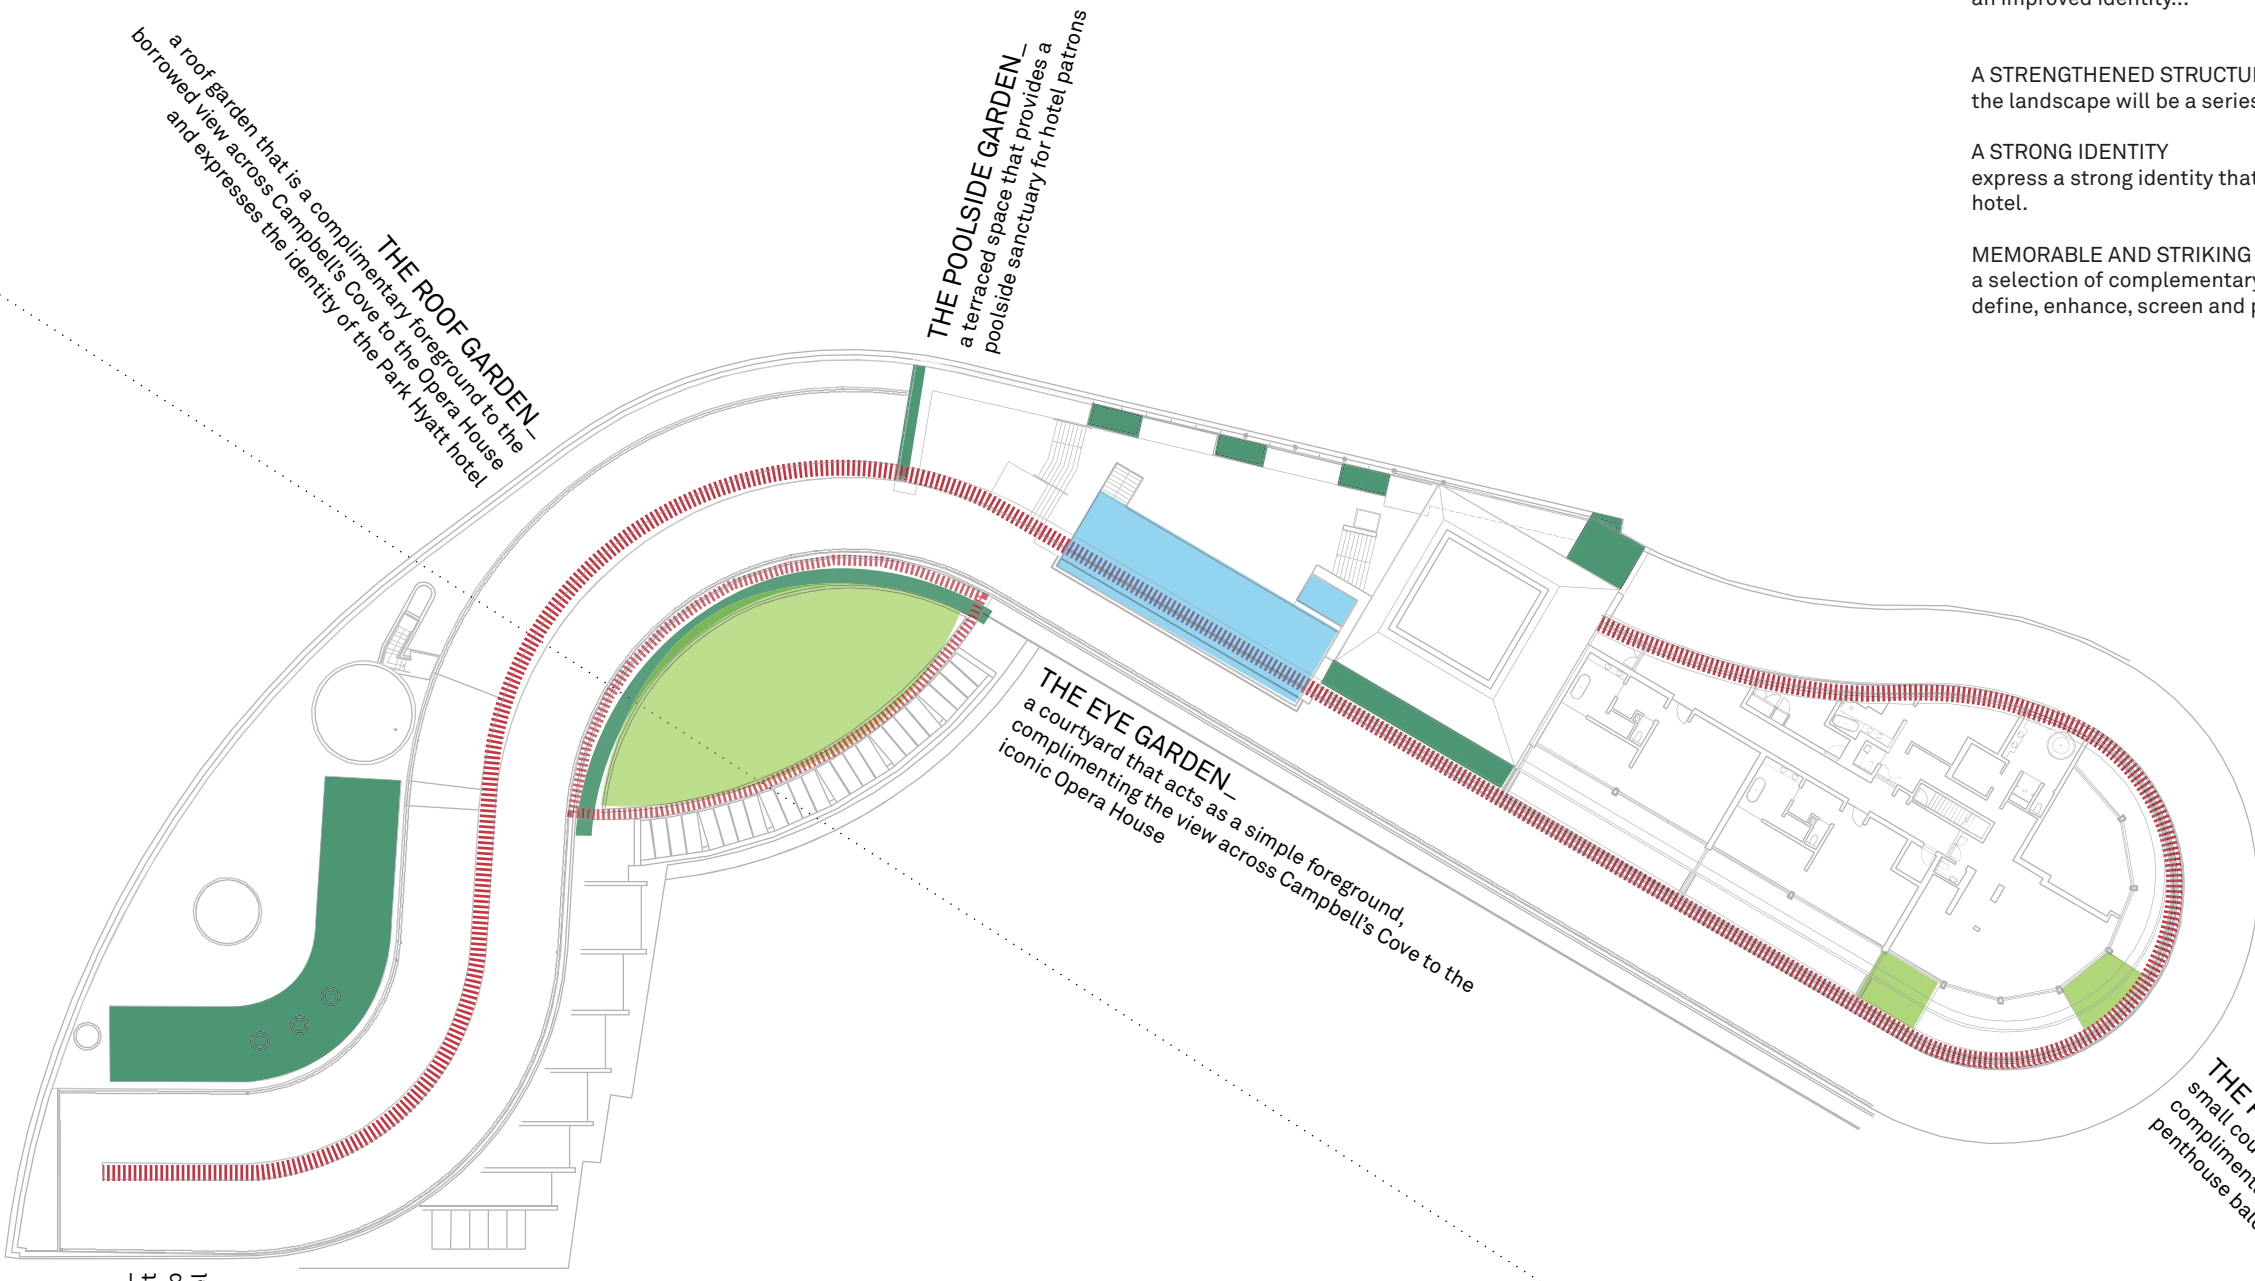 an improved identity...
A STRENGTHENED STRUCTU
the landscape will be a series
A STRONG IDENTITY
express a strong identity that
hotel.
MEMORABLE AND STRIKING
a selection of complementary
define, enhance, screen and p
THE ROOF GARDEN_
a roof garden that is a complimentary foreground to the
borrowed view across Campbell's Cove to the Opera House
and expresses the identity of the Park Hyatt hotel
THE POOLSIDE GARDEN_
a terraced space that provides a
poolside sanctuary for hotel patrons
THE EYE GARDEN_
a courtyard that acts as a simple foreground,
complimenting the view across Campbell's Cove to the
iconic Opera House
THE
small cou
compliment
penthouse balc